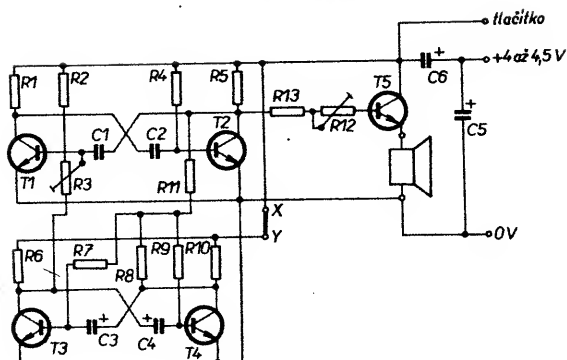 tlačítko
+4 až 4,5 V
R1
R2
R4
R5
T5
+
C6
R13
R12
+
C5
C1
C2
T2
T1
R3
R11
X
Y
0V
R6
R7
R8
R9
R10
+
C3
+
C4
T3
T4